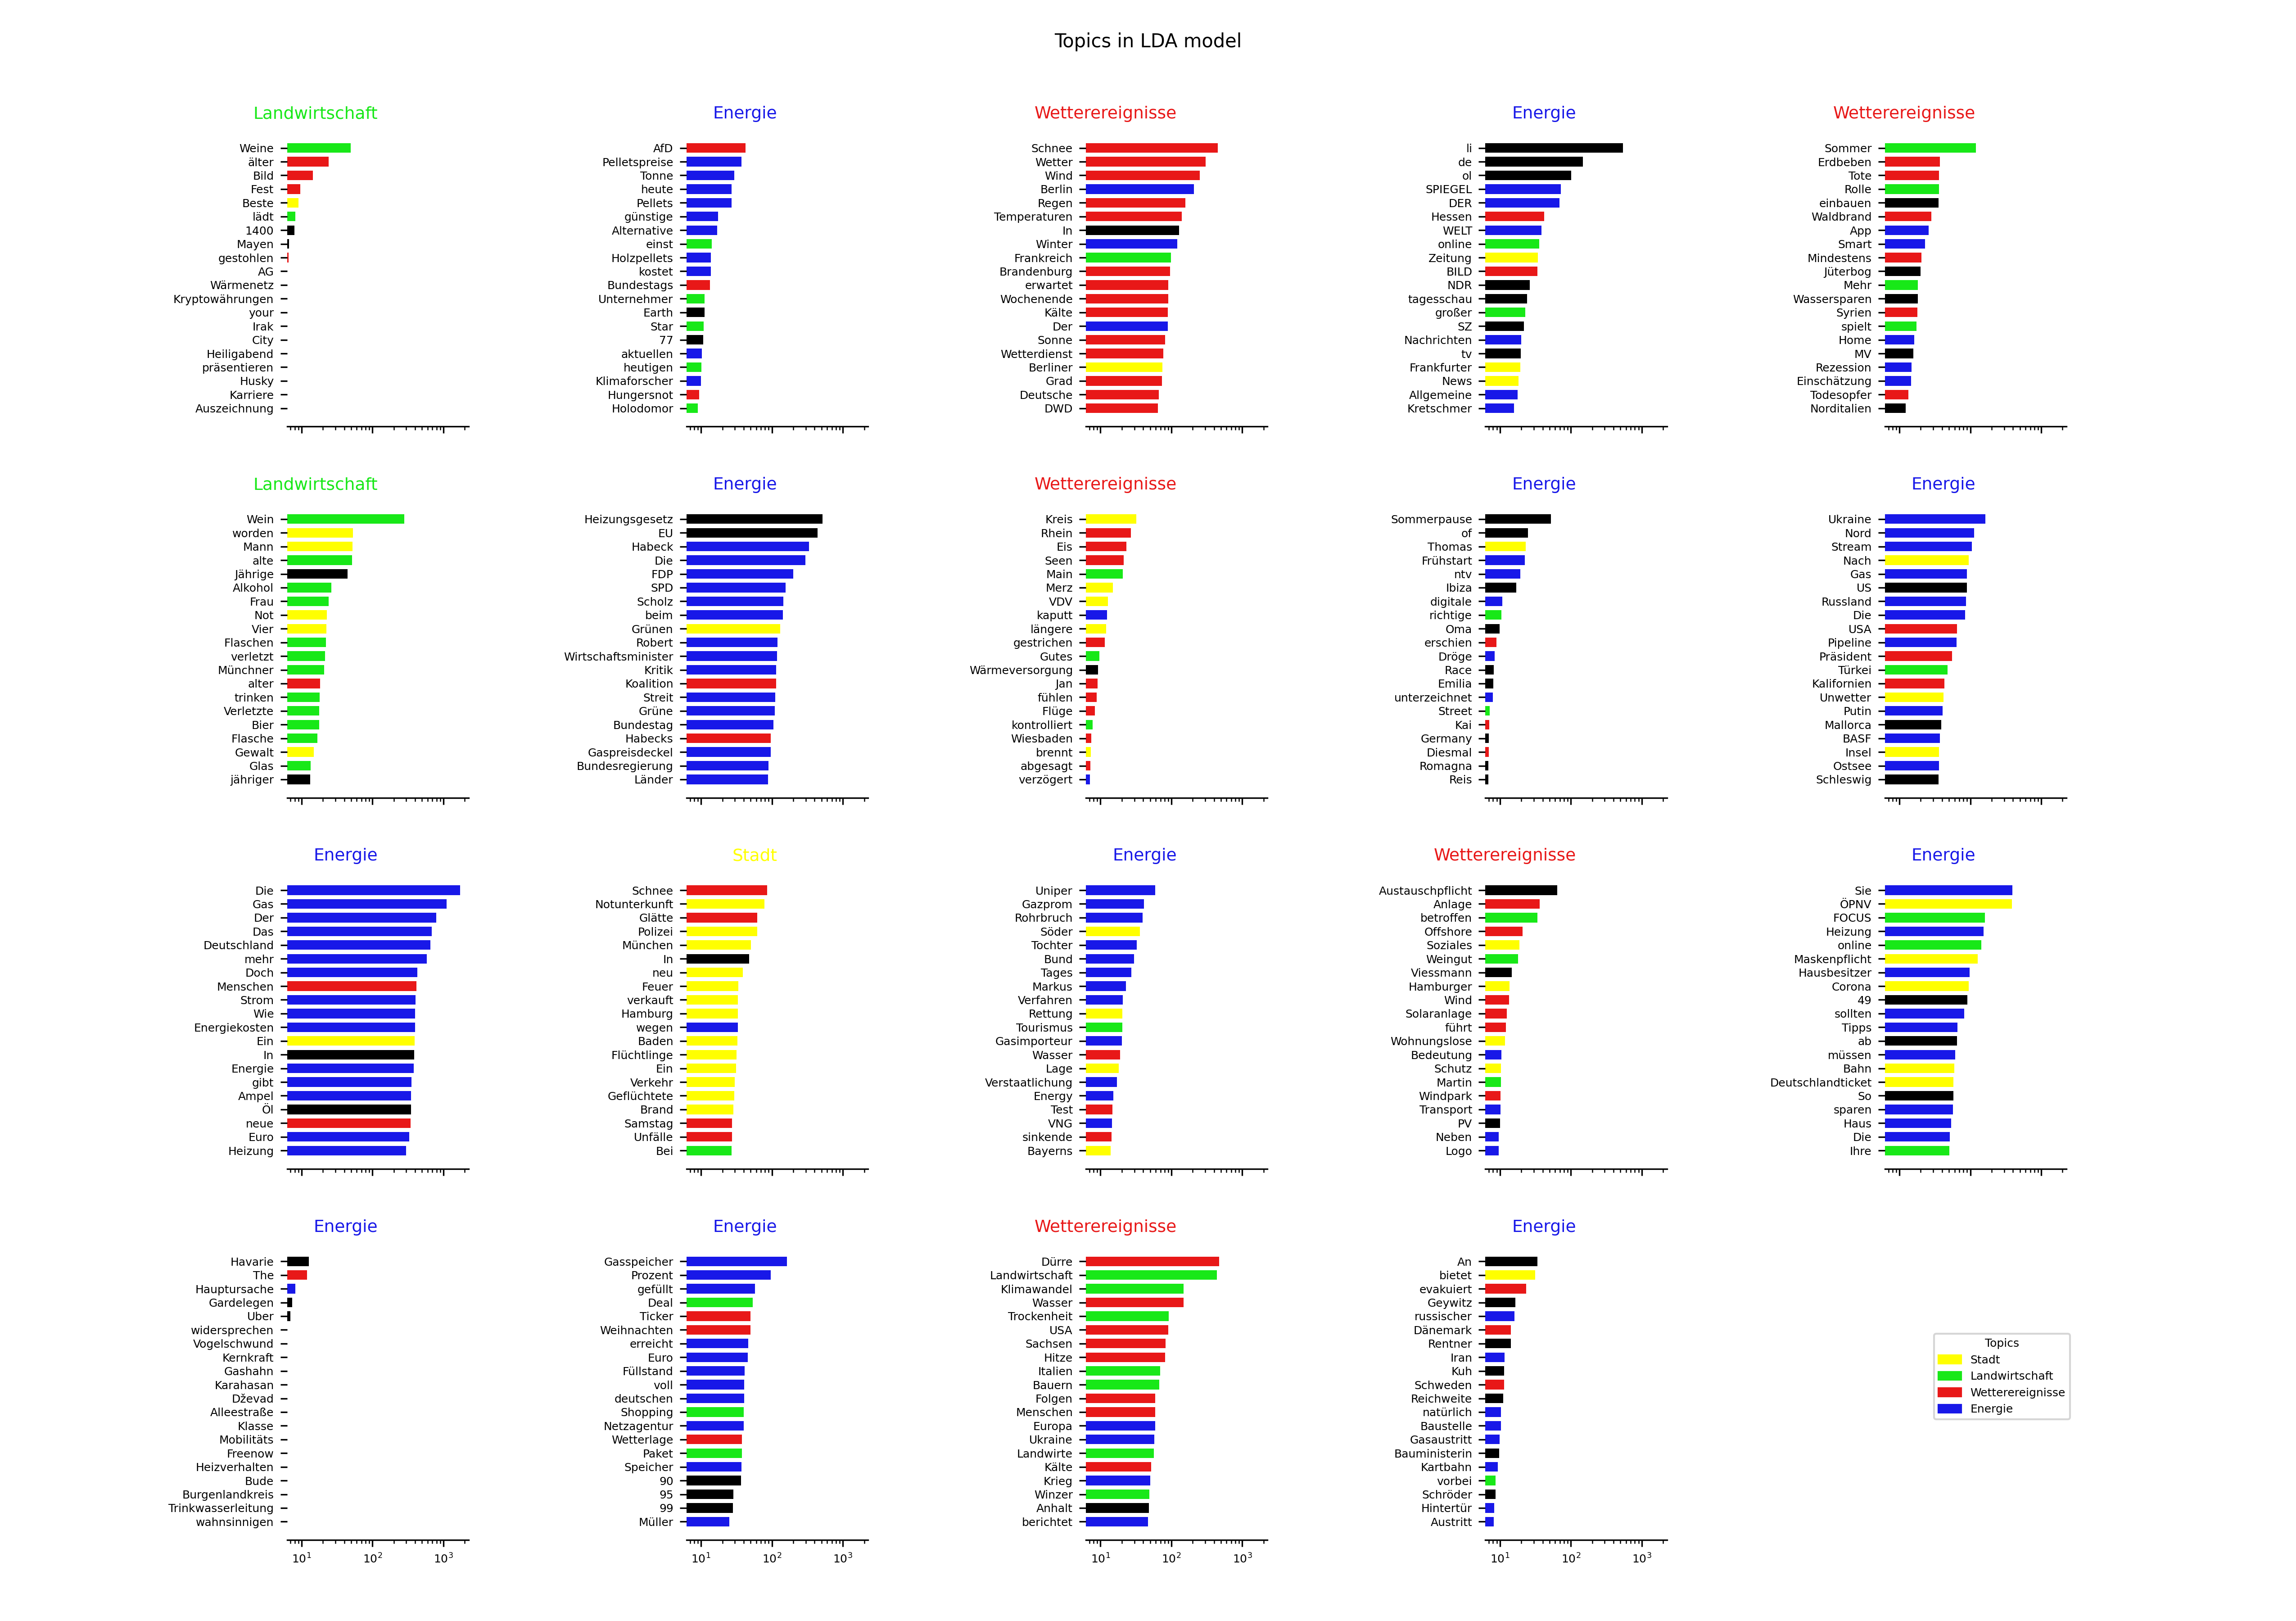 Topics in LDA model
Landwirtschaft
Weine
älter
Bild
Fest
Beste
lädt
1400
Mayen
gestohlen
AG
Wärmenetz
Kryptowährungen
your
Irak
City
Heiligabend
präsentieren
Husky
Karriere
Auszeichnung
Energie
AfD
Pelletspreise
Tonne
heute
Pellets
günstige
Alternative
einst
Holzpellets
kostet
Bundestags
Unternehmer
Earth
Star
77
aktuellen
heutigen
Klimaforscher
Hungersnot
Holodomor
Wetterereignisse
Schnee
Wetter
Wind
Berlin
Regen
Temperaturen
In
Winter
Frankreich
Brandenburg
erwartet
Wochenende
Kälte
Der
Sonne
Wetterdienst
Berliner
Grad
Deutsche
DWD
Energie
li
de
ol
SPIEGEL
DER
Hessen
WELT
online
Zeitung
BILD
NDR
tagesschau
großer
SZ
Nachrichten
tv
Frankfurter
News
Allgemeine
Kretschmer
Wetterereignisse
Sommer
Erdbeben
Tote
Rolle
einbauen
Waldbrand
App
Smart
Mindestens
Jüterbog
Mehr
Wassersparen
Syrien
spielt
Home
MV
Rezession
Einschätzung
Todesopfer
Norditalien
Landwirtschaft
Wein
worden
Mann
alte
Jährige
Alkohol
Frau
Not
Vier
Flaschen
verletzt
Münchner
alter
trinken
Verletzte
Bier
Flasche
Gewalt
Glas
jähriger
Energie
Heizungsgesetz
EU
Habeck
Die
FDP
SPD
Scholz
beim
Grünen
Robert
Wirtschaftsminister
Kritik
Koalition
Streit
Grüne
Bundestag
Habecks
Gaspreisdeckel
Bundesregierung
Länder
Wetterereignisse
Kreis
Rhein
Eis
Seen
Main
Merz
VDV
kaputt
längere
gestrichen
Gutes
Wärmeversorgung
Jan
fühlen
Flüge
kontrolliert
Wiesbaden
brennt
abgesagt
verzögert
Energie
Sommerpause
of
Thomas
Frühstart
ntv
Ibiza
digitale
richtige
Oma
erschien
Dröge
Race
Emilia
unterzeichnet
Street
Kai
Germany
Diesmal
Romagna
Reis
Energie
Ukraine
Nord
Stream
Nach
Gas
US
Russland
Die
USA
Pipeline
Präsident
Türkei
Kalifornien
Unwetter
Putin
Mallorca
BASF
Insel
Ostsee
Schleswig
Energie
Die
Gas
Der
Das
Deutschland
mehr
Doch
Menschen
Strom
Wie
Energiekosten
Ein
In
Energie
gibt
Ampel
Öl
neue
Euro
Heizung
Stadt
Schnee
Notunterkunft
Glätte
Polizei
München
In
neu
Feuer
verkauft
Hamburg
wegen
Baden
Flüchtlinge
Ein
Verkehr
Geflüchtete
Brand
Samstag
Unfälle
Bei
Energie
Uniper
Gazprom
Rohrbruch
Söder
Tochter
Bund
Tages
Markus
Verfahren
Rettung
Tourismus
Gasimporteur
Wasser
Lage
Verstaatlichung
Energy
Test
VNG
sinkende
Bayerns
Wetterereignisse
Austauschpflicht
Anlage
betroffen
Offshore
Soziales
Weingut
Viessmann
Hamburger
Wind
Solaranlage
führt
Wohnungslose
Bedeutung
Schutz
Martin
Windpark
Transport
PV
Neben
Logo
Energie
Sie
ÖPNV
FOCUS
Heizung
online
Maskenpflicht
Hausbesitzer
Corona
49
sollten
Tipps
ab
müssen
Bahn
Deutschlandticket
So
sparen
Haus
Die
Ihre
Energie
Havarie
The
Hauptursache
Gardelegen
Uber
widersprechen
Vogelschwund
Kernkraft
Gashahn
Karahasan
Dževad
Alleestraße
Klasse
Mobilitäts
Freenow
Heizverhalten
Bude
Burgenlandkreis
Trinkwasserleitung
wahnsinnigen
10¹ 10² 10³
Energie
Gasspeicher
Prozent
gefüllt
Deal
Ticker
Weihnachten
erreicht
Euro
Füllstand
voll
deutschen
Shopping
Netzagentur
Wetterlage
Paket
Speicher
90
95
99
Müller
10¹ 10² 10³
Wetterereignisse
Dürre
Landwirtschaft
Klimawandel
Wasser
Trockenheit
USA
Sachsen
Hitze
Italien
Bauern
Folgen
Menschen
Europa
Ukraine
Landwirte
Kälte
Krieg
Winzer
Anhalt
berichtet
10¹ 10² 10³
Energie
An
bietet
evakuiert
Geywitz
russischer
Dänemark
Rentner
Iran
Kuh
Schweden
Reichweite
natürlich
Baustelle
Gasaustritt
Bauministerin
Kartbahn
vorbei
Schröder
Hintertür
Austritt
10¹ 10² 10³
Topics
Stadt
Landwirtschaft
Wetterereignisse
Energie